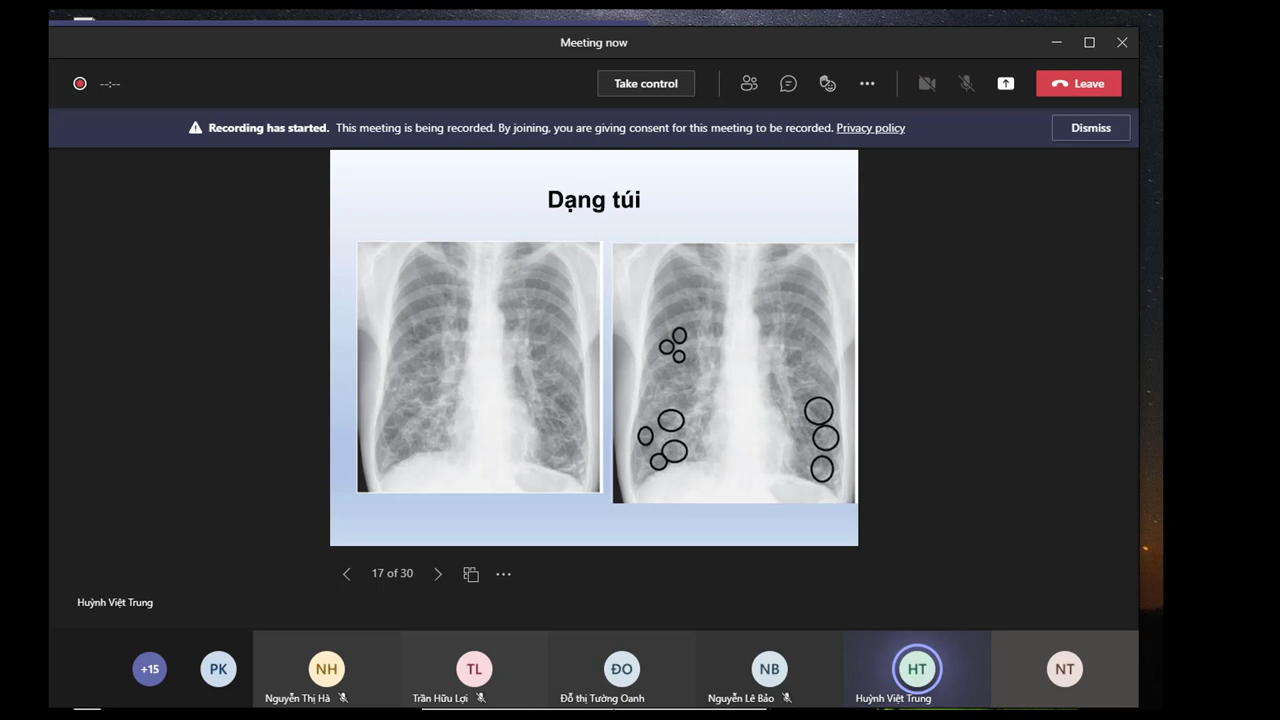 Meeting now
--:--
Take control
Leave
Recording has started. This meeting is being recorded. By joining, you are giving consent for this meeting to be recorded. Privacy policy
Dismiss
Dạng túi
17 of 30
Huỳnh Việt Trung
+15
PK
NH
TL
ĐO
NB
HT
NT
Nguyễn Thị Hà
Trần Hữu Lợi
Đỗ thị Tường Oanh
Nguyễn Lê Bảo
Huỳnh Việt Trung